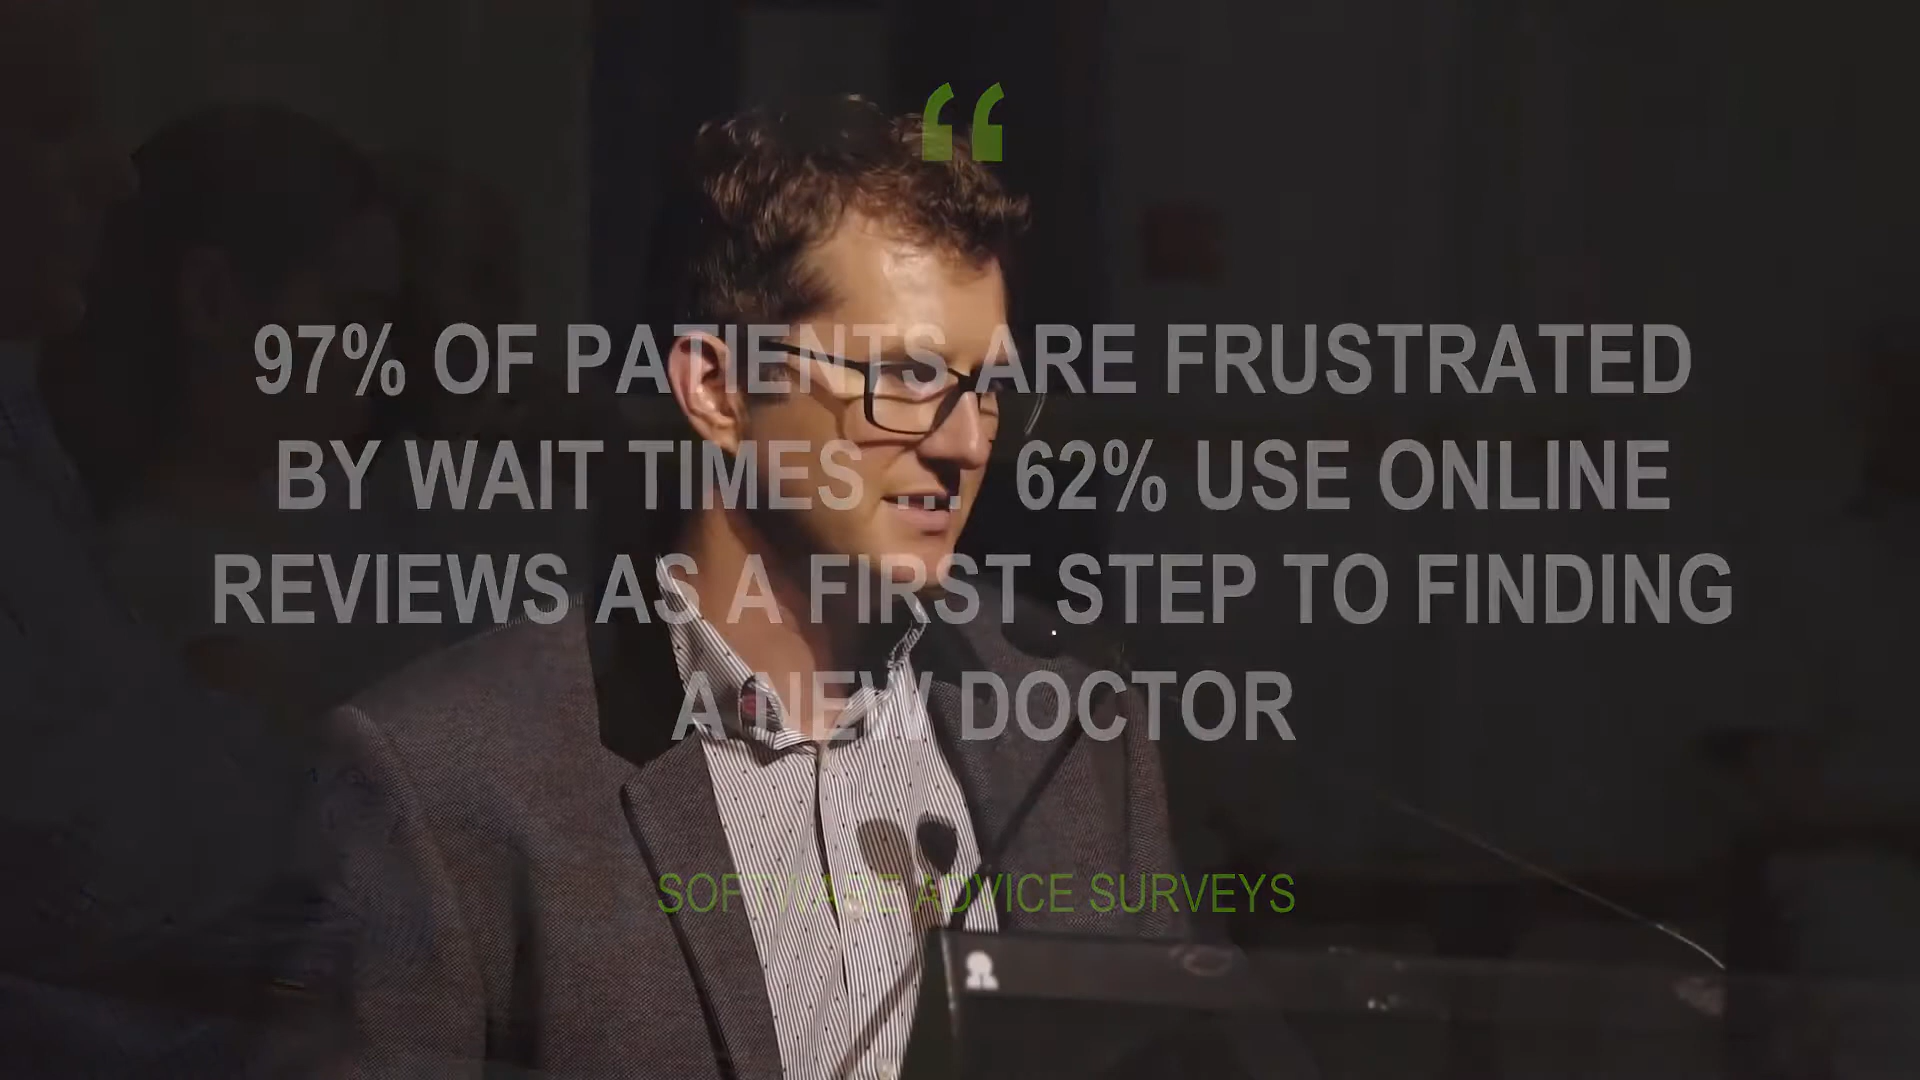 “
97% OF PATIENTS ARE FRUSTRATED
BY WAIT TIMES ... 62% USE ONLINE
REVIEWS AS A FIRST STEP TO FINDING
A NEW DOCTOR
SOFTWARE ADVICE SURVEYS